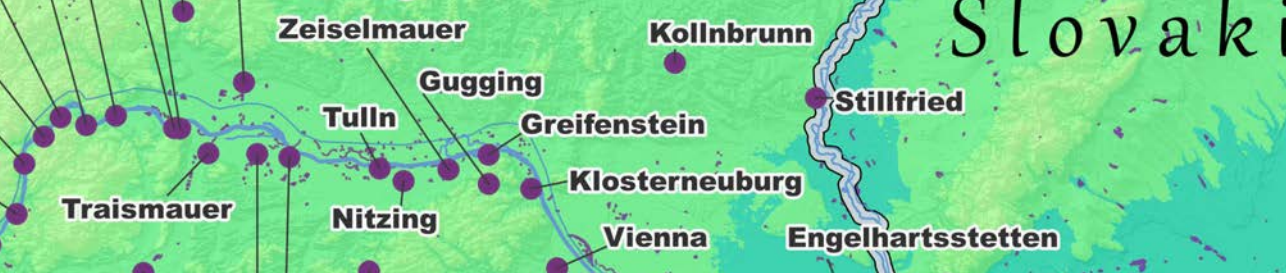 Slovaki
Zeiselmauer
Kollnbrunn
Gugging
Stillfried
Tulln
Greifenstein
Klosterneuburg
Traismauer
Nitzing
Vienna
Engelhartsstetten